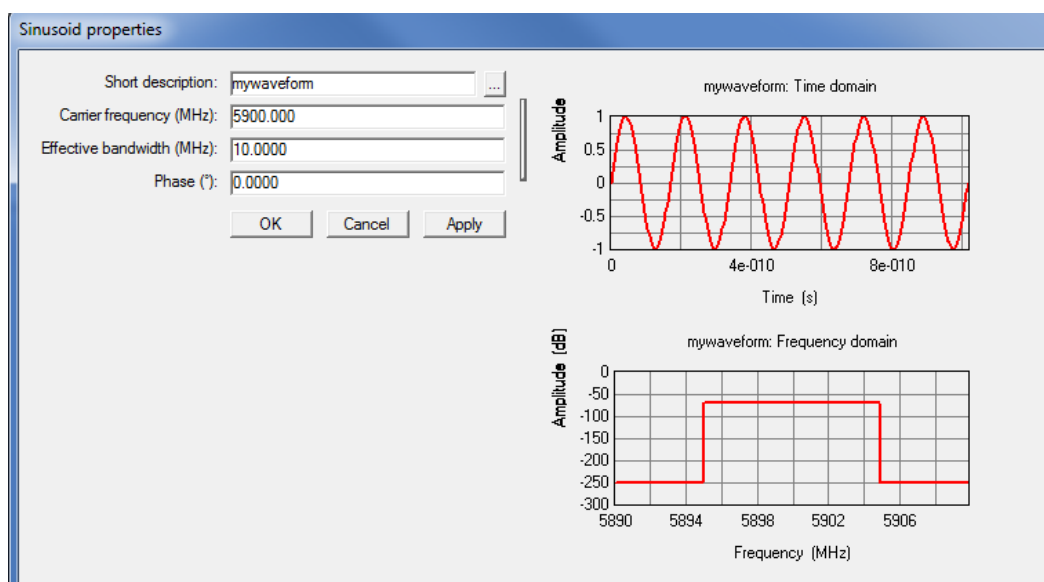 Sinusoid properties
Short description: mywaveform ...
Carrier frequency (MHz): 5900.000
Effective bandwidth (MHz): 10.0000
Phase (°): 0.0000
OK Cancel Apply
mywaveform: Time domain
Amplitude
1
0.5
0
-0.5
-1
0 4e-010 8e-010
Time (s)
mywaveform: Frequency domain
Amplitude (dB)
0
-50
-100
-150
-200
-250
-300
5890 5894 5898 5902 5906
Frequency (MHz)